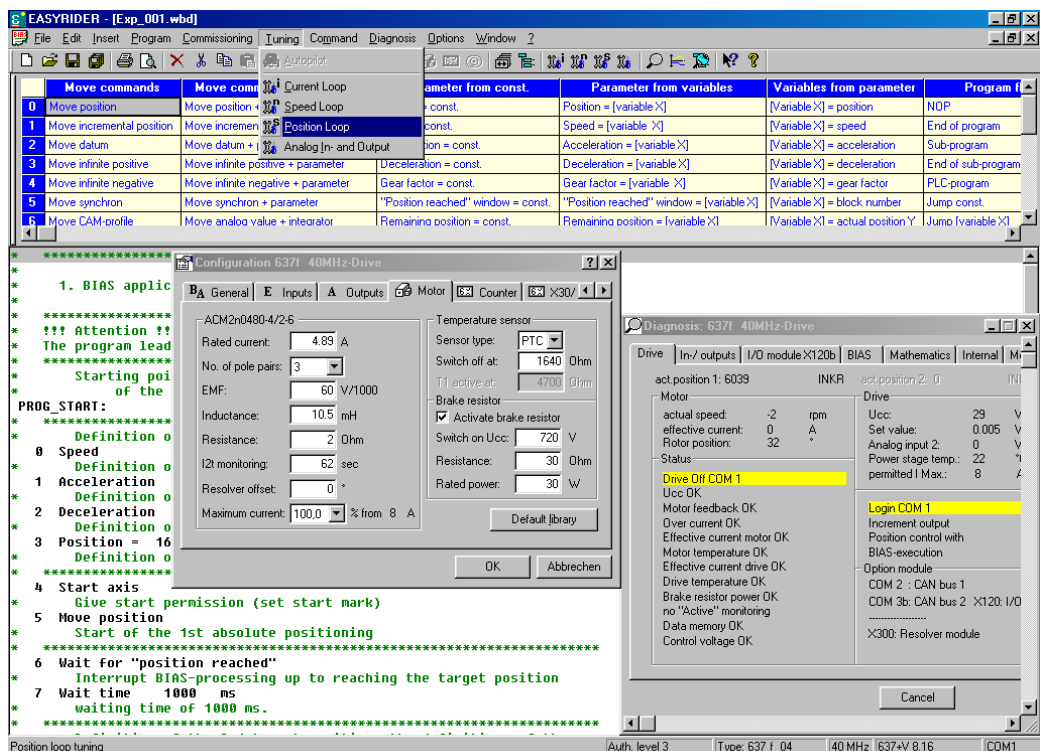 EASYRIDER - [Exp_001.wbd]
File Edit Insert Program Commissioning Tuning Command Diagnosis Options Window ?
Autopilot
Current Loop
Speed Loop
Position Loop
Analog In- and Output
Move commands Move com ameter from const. Parameter from variables Variables from parameter Program fl
0 Move position Move position + = const. Position = [variable X] [Variable X] = position NOP
1 Move incremental position Move incremen const. Speed = [variable X] [Variable X] = speed End of program
2 Move datum Move datum + p ion = const. Acceleration = [variable X] [Variable X] = acceleration Sub-program
3 Move infinite positive Move infinite positive + parameter Deceleration = const. Deceleration = [variable X] [Variable X] = deceleration End of sub-program
4 Move infinite negative Move infinite negative + parameter Gear factor = const. Gear factor = [variable X] [Variable X] = gear factor PLC-program
5 Move synchron Move synchron + parameter "Position reached" window = const. "Position reached" window = [variable X] [Variable X] = block number Jump const.
6 Move CAM-profile Move analog value + integrator Remaining position = const. Remaining position = [variable X] [Variable X] = actual position Y Jump [variable X]
* ****************
*
* 1. BIAS applic
*
* ****************
* !!! Attention !!
* The program lead
* ****************
* Starting poi
* of the
PROG_START:
* ****************
* Definition o
0 Speed
* Definition o
1 Acceleration
* Definition o
2 Deceleration
* Definition o
3 Position = 16
* Definition o
* ****************
4 Start axis
* Give start permission (set start mark)
5 Move position
* Start of the 1st absolute positioning
* ****************************************************************
6 Wait for "position reached"
* Interrupt BIAS-processing up to reaching the target position
7 Wait time 1000 ms
* waiting time of 1000 ms.
* ****************************************************************
Configuration 637f 40MHz-Drive
General Inputs Outputs Motor Counter X30/
ACM2n0480-4/2-6
Rated current: 4.89 A
No. of pole pairs: 3
EMF: 60 V/1000
Inductance: 10.5 mH
Resistance: 2 Ohm
I2t monitoring: 62 sec
Resolver offset: 0 °
Maximum current: 100,0 % from 8 A
Temperature sensor
Sensor type: PTC
Switch off at: 1640 Ohm
T1 active at: 4700 Ohm
Brake resistor
Activate brake resistor
Switch on Ucc: 720 V
Resistance: 30 Ohm
Rated power: 30 W
Default library
OK Abbrechen
Diagnosis: 637f 40MHz-Drive
Drive In-/ outputs I/O module X120b BIAS Mathematics Internal M
act.position 1: 6039 INKR act.position 2: 0 IN
Motor
actual speed: -2 rpm
effective current: 0 A
Rotor position: 32 °
Status
Drive Off COM 1
Ucc OK
Motor feedback OK
Over current OK
Effective current motor OK
Motor temperature OK
Effective current drive OK
Drive temperature OK
Brake resistor power OK
no "Active" monitoring
Data memory OK
Control voltage OK
Drive
Ucc: 29 V
Set value: 0.005 V
Analog input 2: 0 V
Power stage temp.: 22 °
permitted I Max.: 8 A
Login COM 1
Increment output
Position control with
BIAS-execution
Option module
COM 2 : CAN bus 1
COM 3b: CAN bus 2 X120: I/O
-------------------
X300: Resolver module
Cancel
Position loop tuning Auth. level 3 Type: 637 f 04 40 MHz 637+V 8.16 COM1